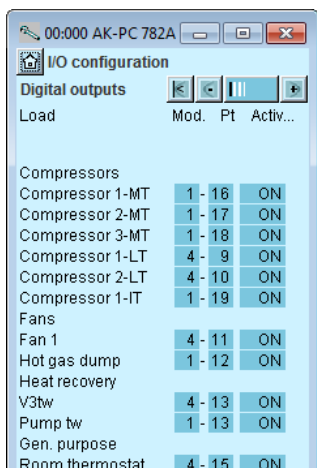 00:000 AK-PC 782A
I/O configuration
Digital outputs
Load Mod. Pt Activ...
Compressors
Compressor 1-MT 1 - 16 ON
Compressor 2-MT 1 - 17 ON
Compressor 3-MT 1 - 18 ON
Compressor 1-LT 4 - 9 ON
Compressor 2-LT 4 - 10 ON
Compressor 1-IT 1 - 19 ON
Fans
Fan 1 4 - 11 ON
Hot gas dump 1 - 12 ON
Heat recovery
V3tw 4 - 13 ON
Pump tw 1 - 13 ON
Gen. purpose
Room thermostat 4 - 15 ON